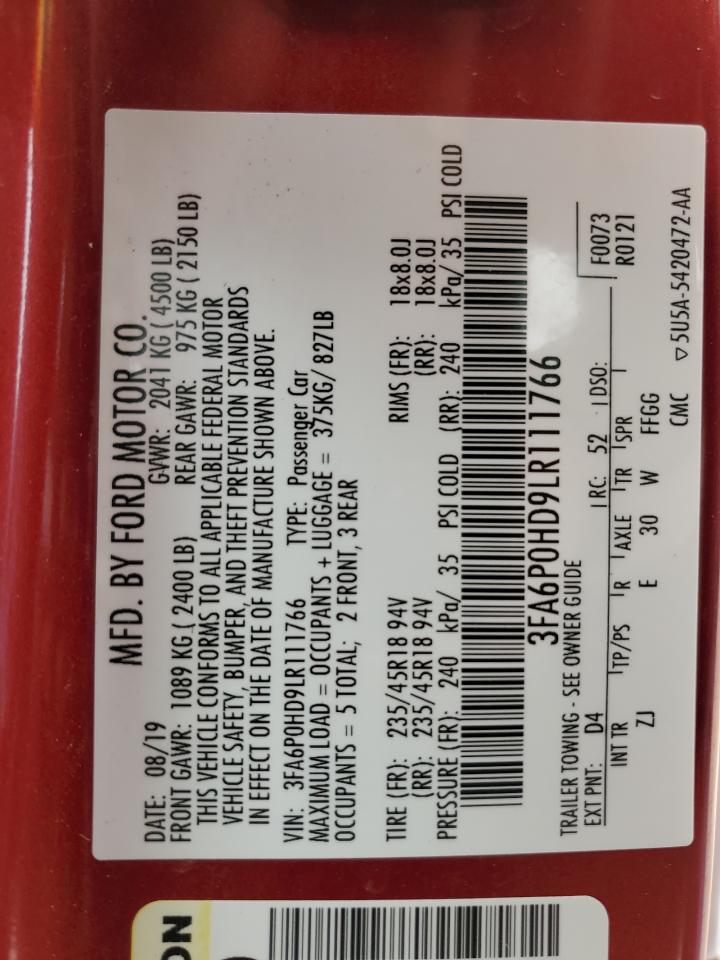 MFD. BY FORD MOTOR CO.
DATE: 08/19 GVWR: 2041 KG ( 4500 LB)
FRONT GAWR: 1089 KG ( 2400 LB) REAR GAWR: 975 KG ( 2150 LB)
THIS VEHICLE CONFORMS TO ALL APPLICABLE FEDERAL MOTOR
VEHICLE SAFETY, BUMPER, AND THEFT PREVENTION STANDARDS
IN EFFECT ON THE DATE OF MANUFACTURE SHOWN ABOVE.
VIN: 3FA6P0HD9LR111766 TYPE: Passenger Car
MAXIMUM LOAD = OCCUPANTS + LUGGAGE = 375KG/ 827LB
OCCUPANTS = 5 TOTAL; 2 FRONT, 3 REAR
TIRE (FR): 235/45R18 94V RIMS (FR): 18x8.0J
(RR): 235/45R18 94V (RR): 18x8.0J
PRESSURE (FR): 240 kPa/ 35 PSI COLD (RR): 240 kPa/ 35 PSI COLD
3FA6P0HD9LR111766
TRAILER TOWING - SEE OWNER GUIDE
EXT PNT: D4 RC: 52 DSO: F0073
INT TR TP/PS R AXLE TR SPR R0121
ZJ E 30 W FFGG
CMC ▽5U5A-5420472-AA
ON